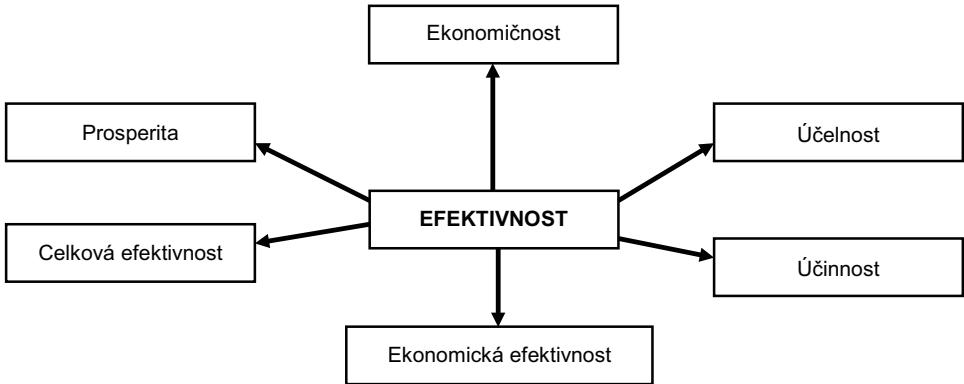 Ekonomičnost
Prosperita
Účelnost
EFEKTIVNOST
Celková efektivnost
Účinnost
Ekonomická efektivnost